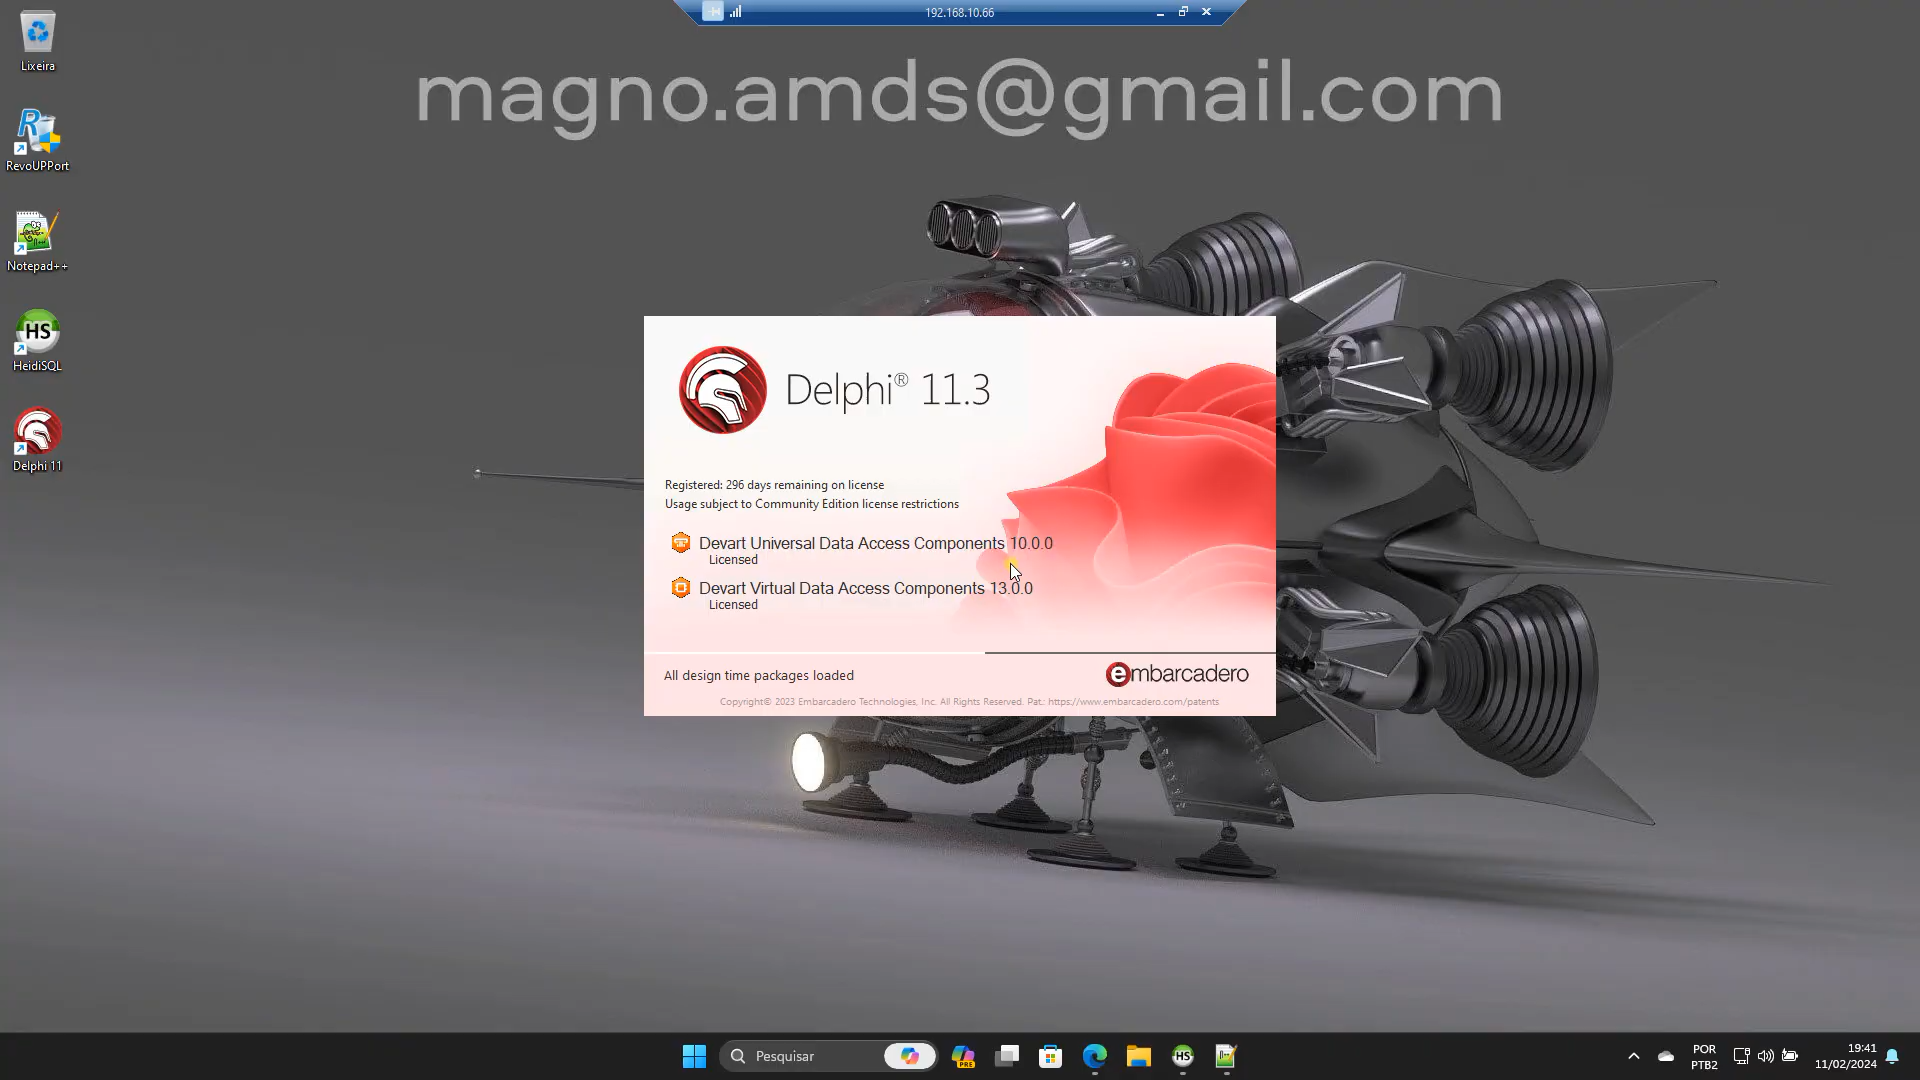 192.168.10.66
magno.amds@gmail.com
Lixeira
RevoUPPort
Notepad++
HS
HeidiSQL
Delphi 11
Delphi® 11.3
Registered: 296 days remaining on license
Usage subject to Community Edition license restrictions
Devart Universal Data Access Components 10.0.0
Licensed
Devart Virtual Data Access Components 13.0.0
Licensed
All design time packages loaded
embarcadero
Copyright© 2023 Embarcadero Technologies, Inc. All Rights Reserved. Pat.: https://www.embarcadero.com/patents
Pesquisar
PRE
HS
POR
PTB2
19:41
11/02/2024